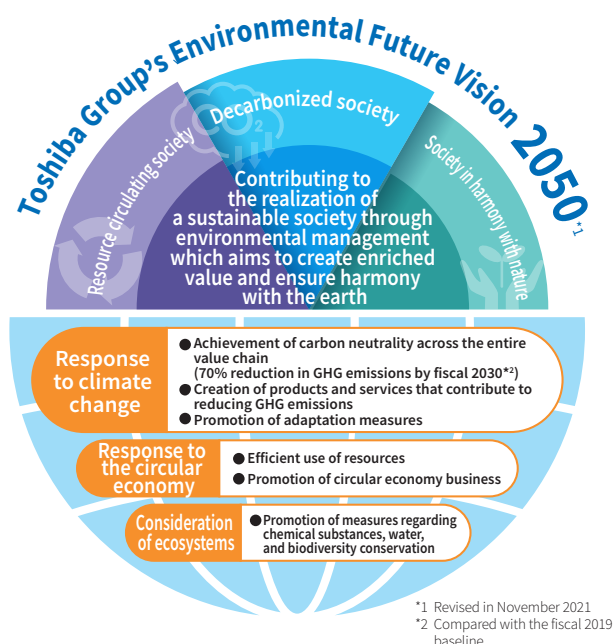 Toshiba Group's Environmental Future Vision 2050*1
Resource circulating society
Decarbonized society
CO2
Society in harmony with nature
Contributing to
the realization of
a sustainable society through
environmental management
which aims to create enriched
value and ensure harmony
with the earth
Response
to climate
change
● Achievement of carbon neutrality across the entire
value chain
(70% reduction in GHG emissions by fiscal 2030*2)
● Creation of products and services that contribute to
reducing GHG emissions
● Promotion of adaptation measures
Response to
the circular
economy
● Efficient use of resources
● Promotion of circular economy business
Consideration
of ecosystems
● Promotion of measures regarding
chemical substances, water,
and biodiversity conservation
*1 Revised in November 2021
*2 Compared with the fiscal 2019
baseline